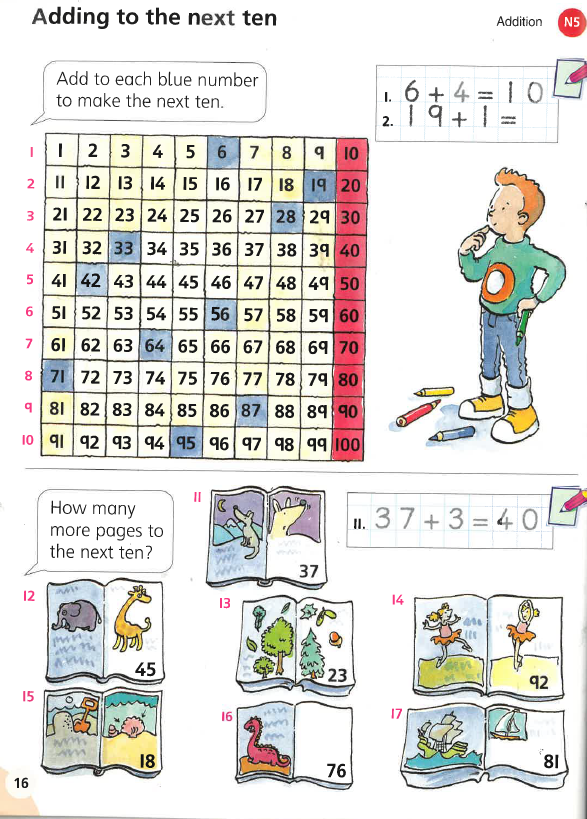 Adding to the next ten
Addition N5
Add to each blue number
to make the next ten.
1. 6 + 4 = 1 0
2. 1 9 + 1 =
1 1 2 3 4 5 6 7 8 9 10
2 11 12 13 14 15 16 17 18 19 20
3 21 22 23 24 25 26 27 28 29 30
4 31 32 33 34 35 36 37 38 39 40
5 41 42 43 44 45 46 47 48 49 50
6 51 52 53 54 55 56 57 58 59 60
7 61 62 63 64 65 66 67 68 69 70
8 71 72 73 74 75 76 77 78 79 80
9 81 82 83 84 85 86 87 88 89 90
10 91 92 93 94 95 96 97 98 99 100
How many
more pages to
the next ten?
11
37
11. 3 7 + 3 = 4 0
12
45
13
23
14
92
15
18
16
76
17
81
16